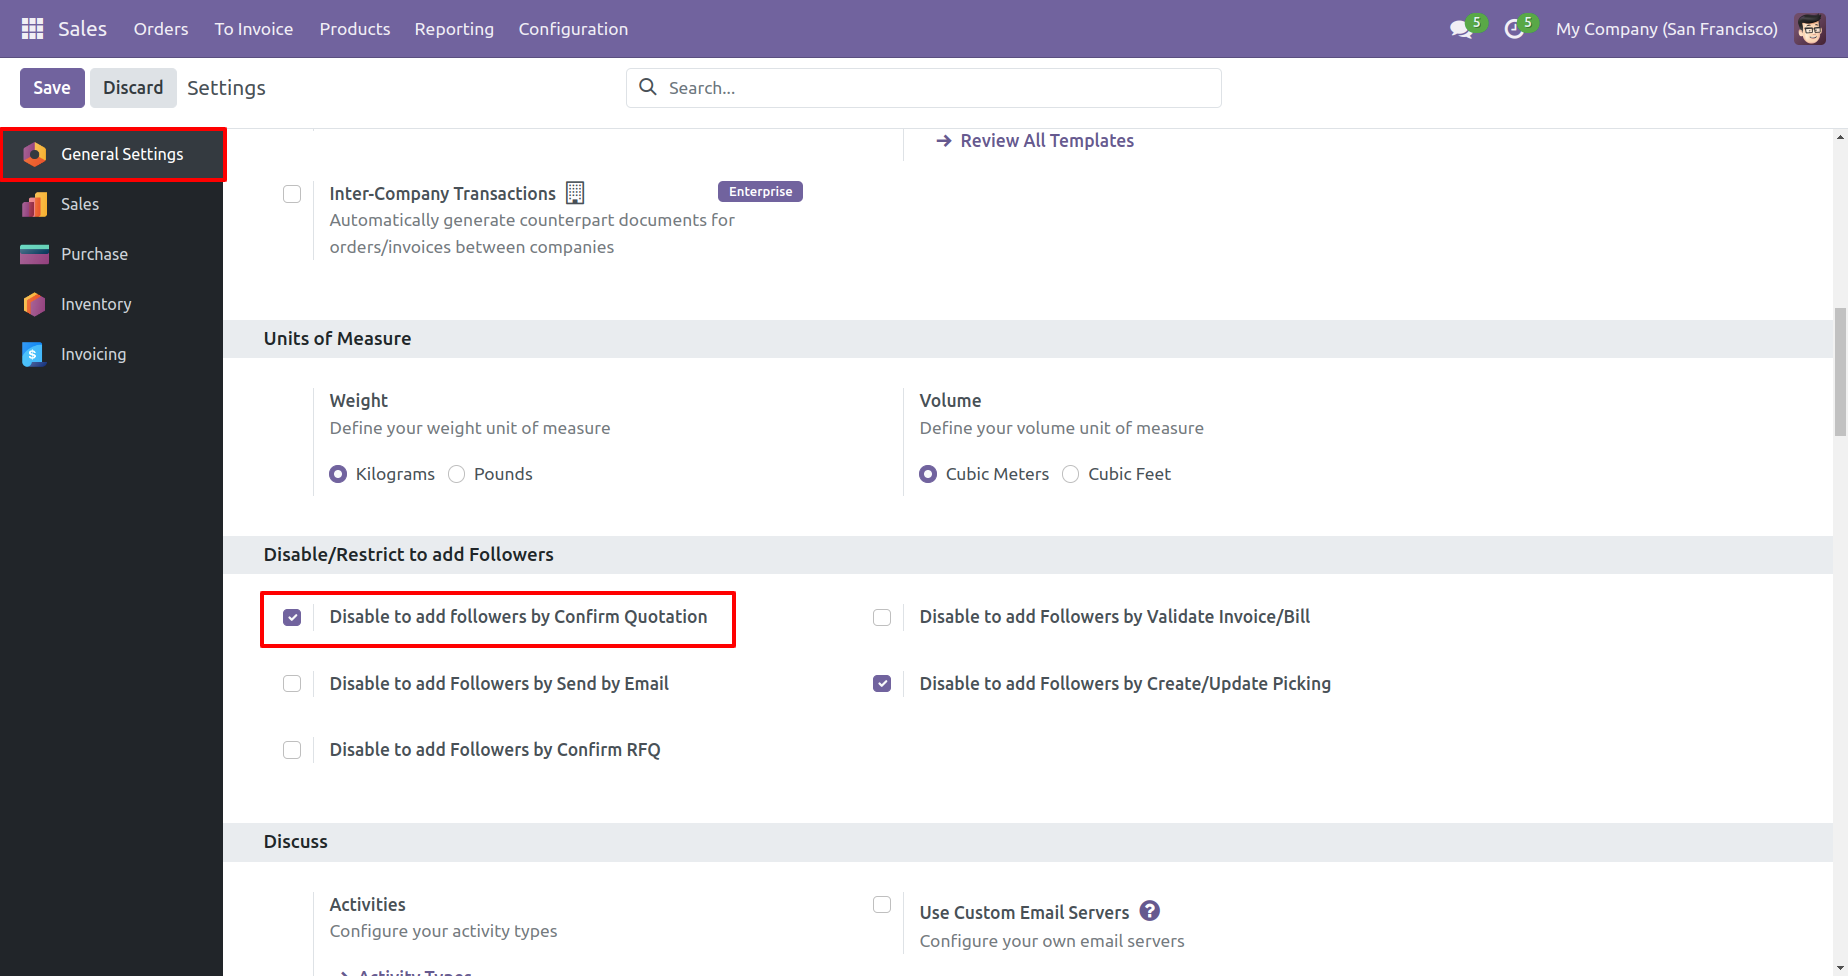 Sales Orders To Invoice Products Reporting Configuration 5 5 My Company (San Francisco)
Save Discard Settings Search...
General Settings
Sales
Purchase
Inventory
Invoicing
Review All Templates
Inter-Company Transactions Enterprise
Automatically generate counterpart documents for
orders/invoices between companies
Units of Measure
Weight
Define your weight unit of measure
Kilograms Pounds
Volume
Define your volume unit of measure
Cubic Meters Cubic Feet
Disable/Restrict to add Followers
Disable to add followers by Confirm Quotation
Disable to add Followers by Validate Invoice/Bill
Disable to add Followers by Send by Email
Disable to add Followers by Create/Update Picking
Disable to add Followers by Confirm RFQ
Discuss
Activities
Configure your activity types
Activity Types
Use Custom Email Servers ?
Configure your own email servers